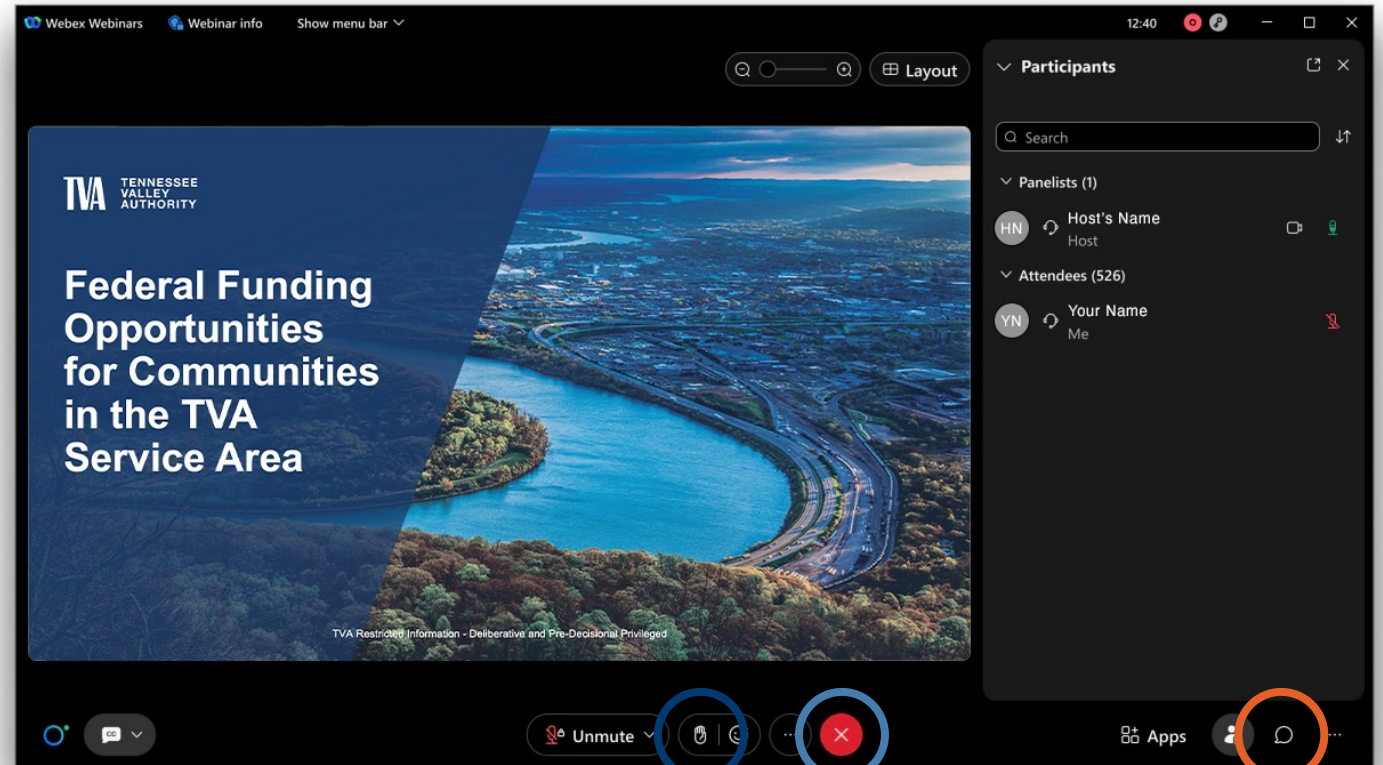 Webex Webinars
Webinar info
Show menu bar
12:40
Layout
Participants
Search
Panelists (1)
HN
Host's Name
Host
Attendees (526)
YN
Your Name
Me
TVA
TENNESSEE
VALLEY
AUTHORITY
Federal Funding
Opportunities
for Communities
in the TVA
Service Area
TVA Restricted Information - Deliberative and Pre-Decisional Privileged
CC
Unmute
Apps